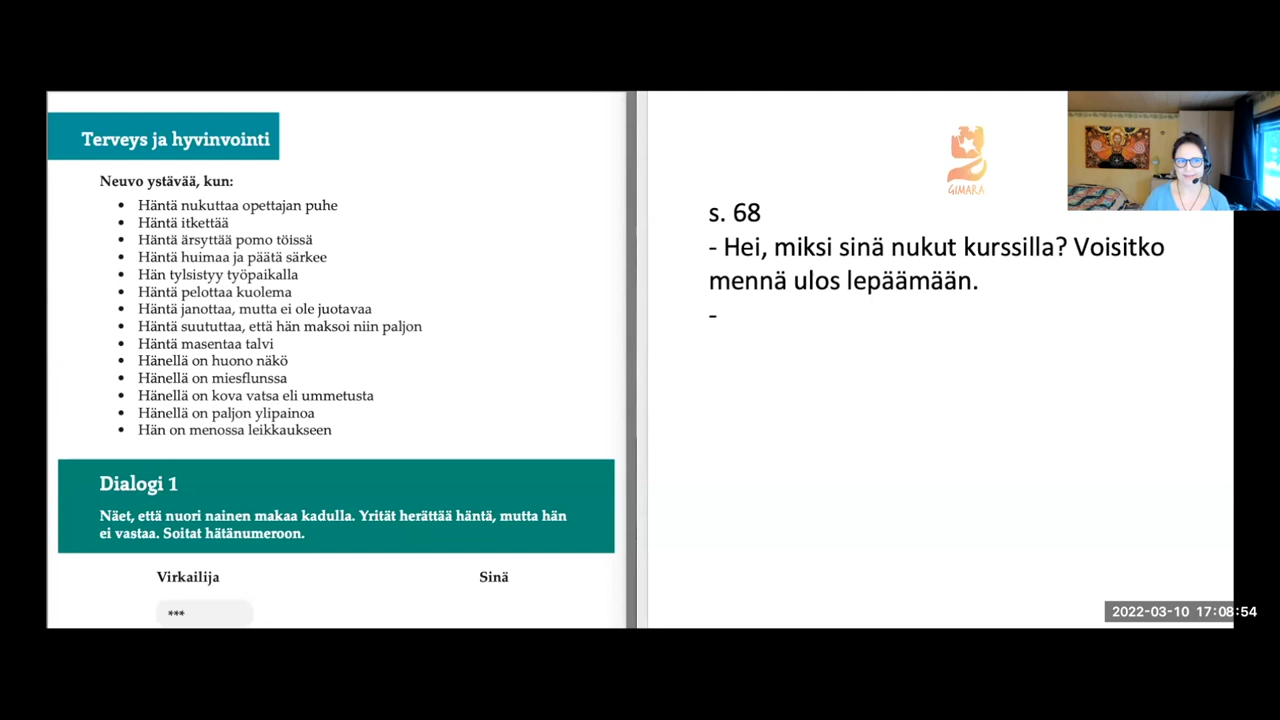 Terveys ja hyvinvointi
Neuvo ystävää, kun:
• Häntä nukuttaa opettajan puhe
• Häntä itkettää
• Häntä ärsyttää pomo töissä
• Häntä huimaa ja päätä särkee
• Hän tylsistyy työpaikalla
• Häntä pelottaa kuolema
• Häntä janottaa, mutta ei ole juotavaa
• Häntä suututtaa, että hän maksoi niin paljon
• Häntä masentaa talvi
• Hänellä on huono näkö
• Hänellä on miesflunssa
• Hänellä on kova vatsa eli ummetusta
• Hänellä on paljon ylipainoa
• Hän on menossa leikkaukseen
Dialogi 1
Näet, että nuori nainen makaa kadulla. Yrität herättää häntä, mutta hän
ei vastaa. Soitat hätänumeroon.
Virkailija Sinä
***
GIMARA
s. 68
- Hei, miksi sinä nukut kurssilla? Voisitko
mennä ulos lepäämään.
-
2022-03-10 17:08:54